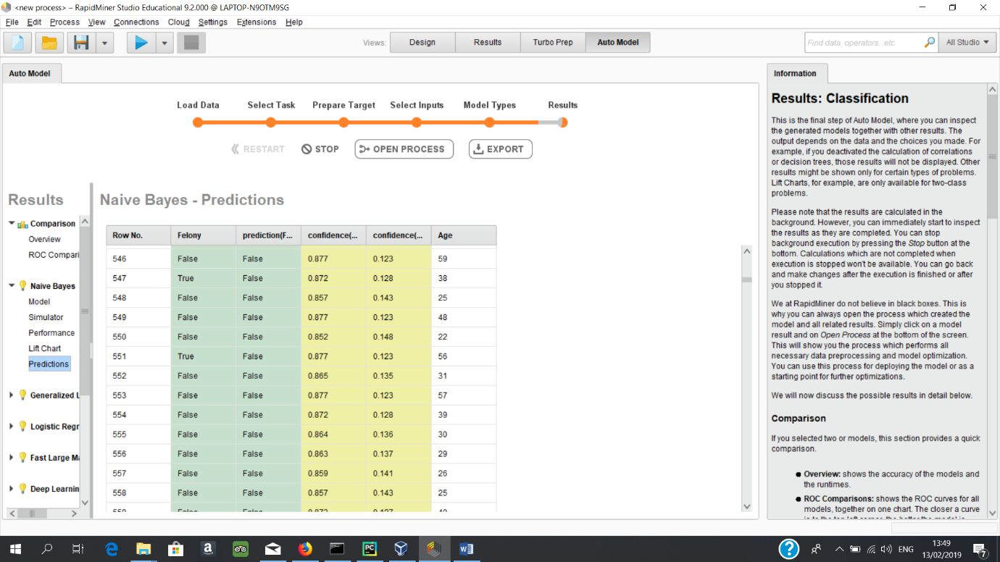 <new process> – RapidMiner Studio Educational 9.2.000 @ LAPTOP-N9OTM9SG
File Edit Process View Connections Cloud Settings Extensions Help
Views: Design Results Turbo Prep Auto Model Find data, operators...etc All Studio
Auto Model
Load Data Select Task Prepare Target Select Inputs Model Types Results
RESTART STOP OPEN PROCESS EXPORT
Results
Comparison
Overview
ROC Compari
Naive Bayes
Model
Simulator
Performance
Lift Chart
Predictions
Generalized L
Logistic Regr
Fast Large Ma
Deep Learnin
Naive Bayes - Predictions
Row No. Felony prediction(F... confidence(... confidence(... Age
546 False False 0.877 0.123 59
547 True False 0.872 0.128 38
548 False False 0.857 0.143 25
549 False False 0.877 0.123 48
550 False False 0.852 0.148 22
551 True False 0.877 0.123 56
552 False False 0.865 0.135 31
553 False False 0.877 0.123 57
554 False False 0.872 0.128 39
555 False False 0.864 0.136 30
556 False False 0.863 0.137 29
557 False False 0.859 0.141 26
558 False False 0.857 0.143 25
Information
Results: Classification
This is the final step of Auto Model, where you can inspect
the generated models together with other results. The
output depends on the data and the choices you made. For
example, if you deactivated the calculation of correlations
or decision trees, those results will not be displayed. Other
results might be shown only for certain types of problems.
Lift Charts, for example, are only available for two-class
problems.
Please note that the results are calculated in the
background. However, you can immediately start to inspect
the results as they are completed. You can stop
background execution by pressing the Stop button at the
bottom. Calculations which are not completed when
execution is stopped won't be available. You can go back
and make changes after the execution is finished or after
you stopped it.
We at RapidMiner do not believe in black boxes. This is
why you can always open the process which created the
model and all related results. Simply click on a model
result and on Open Process at the bottom of the screen.
This will show you the process which performs all
necessary data preprocessing and model optimization.
You can use this process for deploying the model or as a
starting point for further optimizations.
We will now discuss the possible results in detail below.
Comparison
If you selected two or models, this section provides a quick
comparison.
● Overview: shows the accuracy of the models and
the runtimes.
● ROC Comparisons: shows the ROC curves for all
models, together on one chart. The closer a curve
ENG 13:49
13/02/2019 7